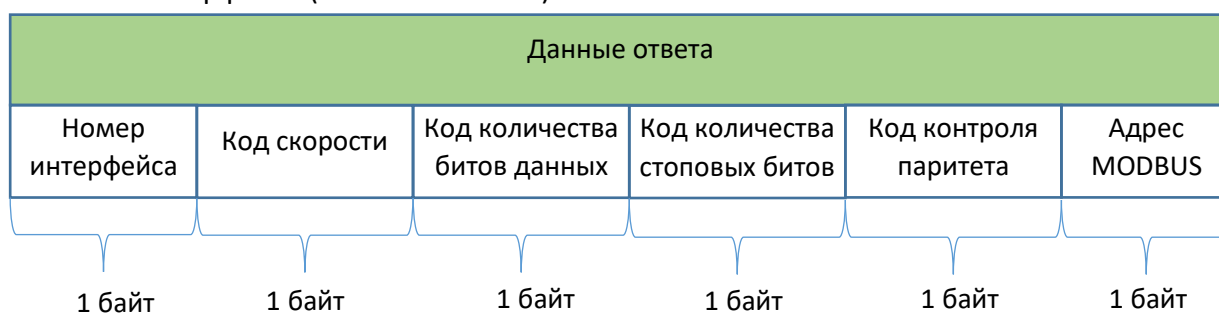 Данные ответа
Номер интерфейса
Код скорости
Код количества битов данных
Код количества стоповых битов
Код контроля паритета
Адрес MODBUS
1 байт
1 байт
1 байт
1 байт
1 байт
1 байт